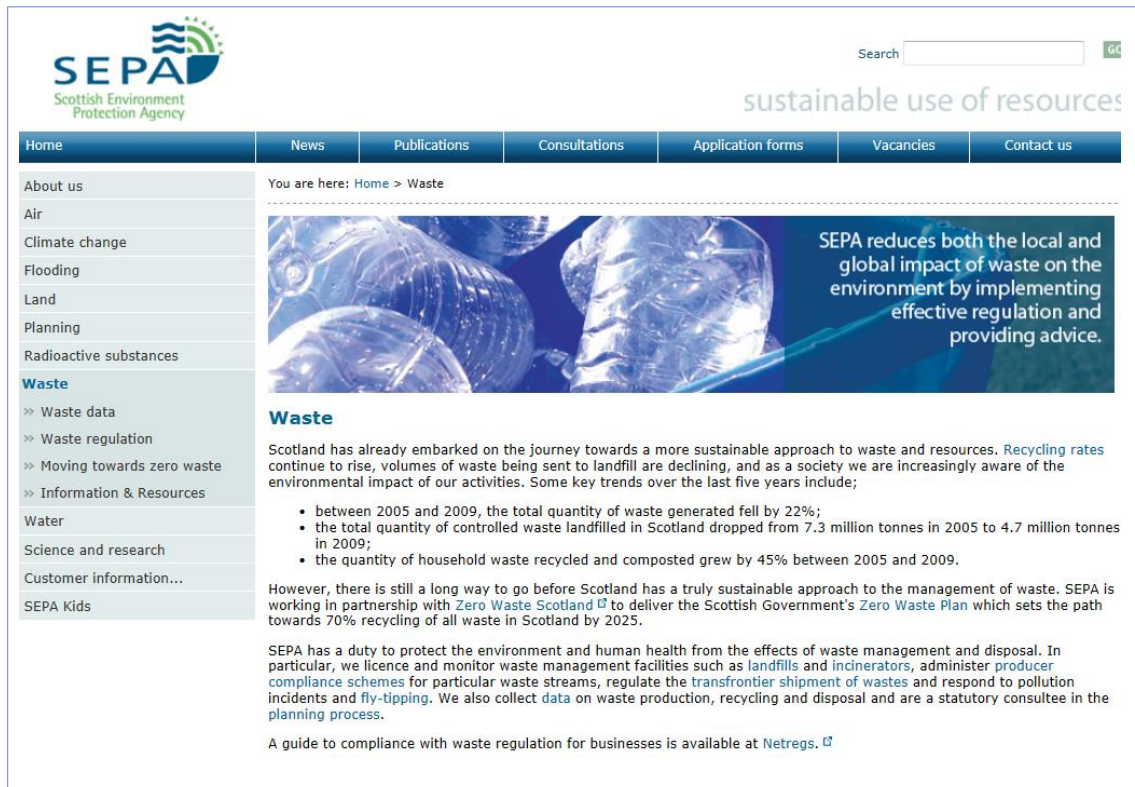 SEPA
Scottish Environment
Protection Agency
Search
GO
sustainable use of resources
Home
News
Publications
Consultations
Application forms
Vacancies
Contact us
About us
Air
Climate change
Flooding
Land
Planning
Radioactive substances
Waste
» Waste data
» Waste regulation
» Moving towards zero waste
» Information & Resources
Water
Science and research
Customer information...
SEPA Kids
You are here: Home > Waste
SEPA reduces both the local and
global impact of waste on the
environment by implementing
effective regulation and
providing advice.
Waste
Scotland has already embarked on the journey towards a more sustainable approach to waste and resources. Recycling rates
continue to rise, volumes of waste being sent to landfill are declining, and as a society we are increasingly aware of the
environmental impact of our activities. Some key trends over the last five years include;
• between 2005 and 2009, the total quantity of waste generated fell by 22%;
• the total quantity of controlled waste landfilled in Scotland dropped from 7.3 million tonnes in 2005 to 4.7 million tonnes
in 2009;
• the quantity of household waste recycled and composted grew by 45% between 2005 and 2009.
However, there is still a long way to go before Scotland has a truly sustainable approach to the management of waste. SEPA is
working in partnership with Zero Waste Scotland to deliver the Scottish Government's Zero Waste Plan which sets the path
towards 70% recycling of all waste in Scotland by 2025.
SEPA has a duty to protect the environment and human health from the effects of waste management and disposal. In
particular, we licence and monitor waste management facilities such as landfills and incinerators, administer producer
compliance schemes for particular waste streams, regulate the transfrontier shipment of wastes and respond to pollution
incidents and fly-tipping. We also collect data on waste production, recycling and disposal and are a statutory consultee in the
planning process.
A guide to compliance with waste regulation for businesses is available at Netregs.